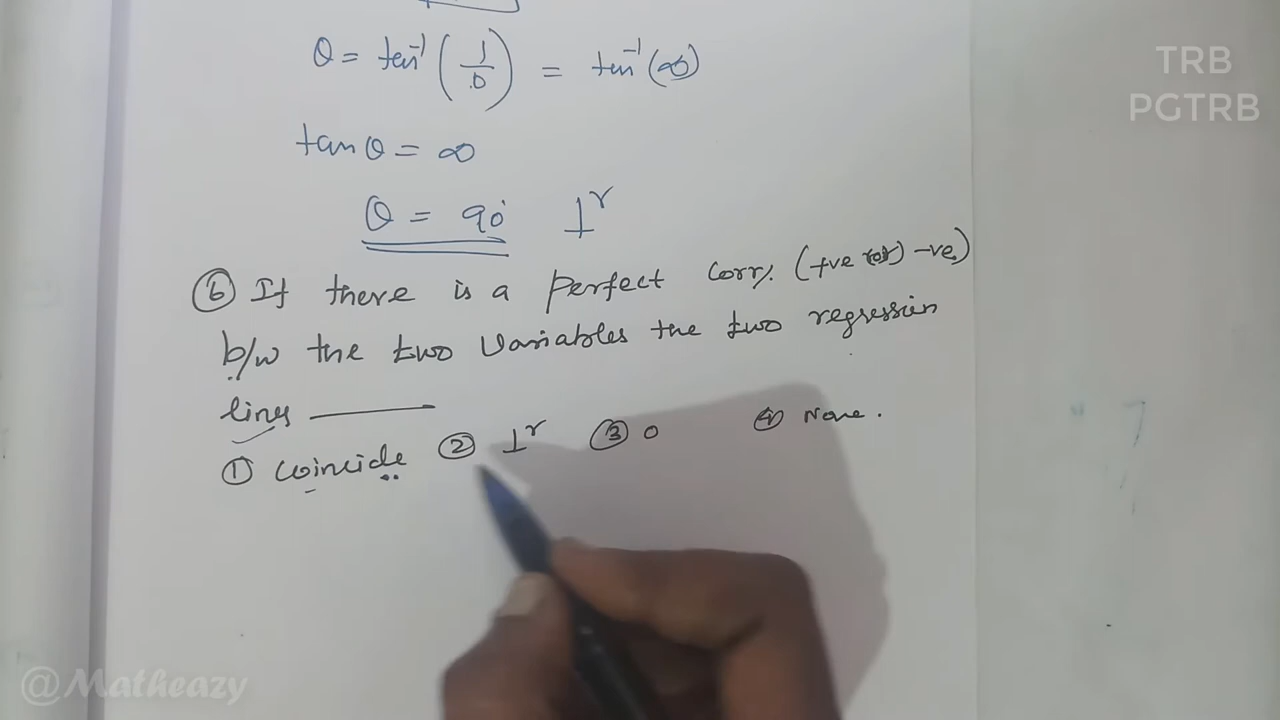 θ = tan⁻¹ (1/0) = tan⁻¹ (∞)
tan θ = ∞
θ = 90° ⊥ʳ
⑥ If there is a perfect corr. (+ve (or) -ve)
b/w the two variables the two regression
lines ______
① coincide ② ⊥ʳ ③ 0 ④ None.
TRB
PGTRB
@Matheazy